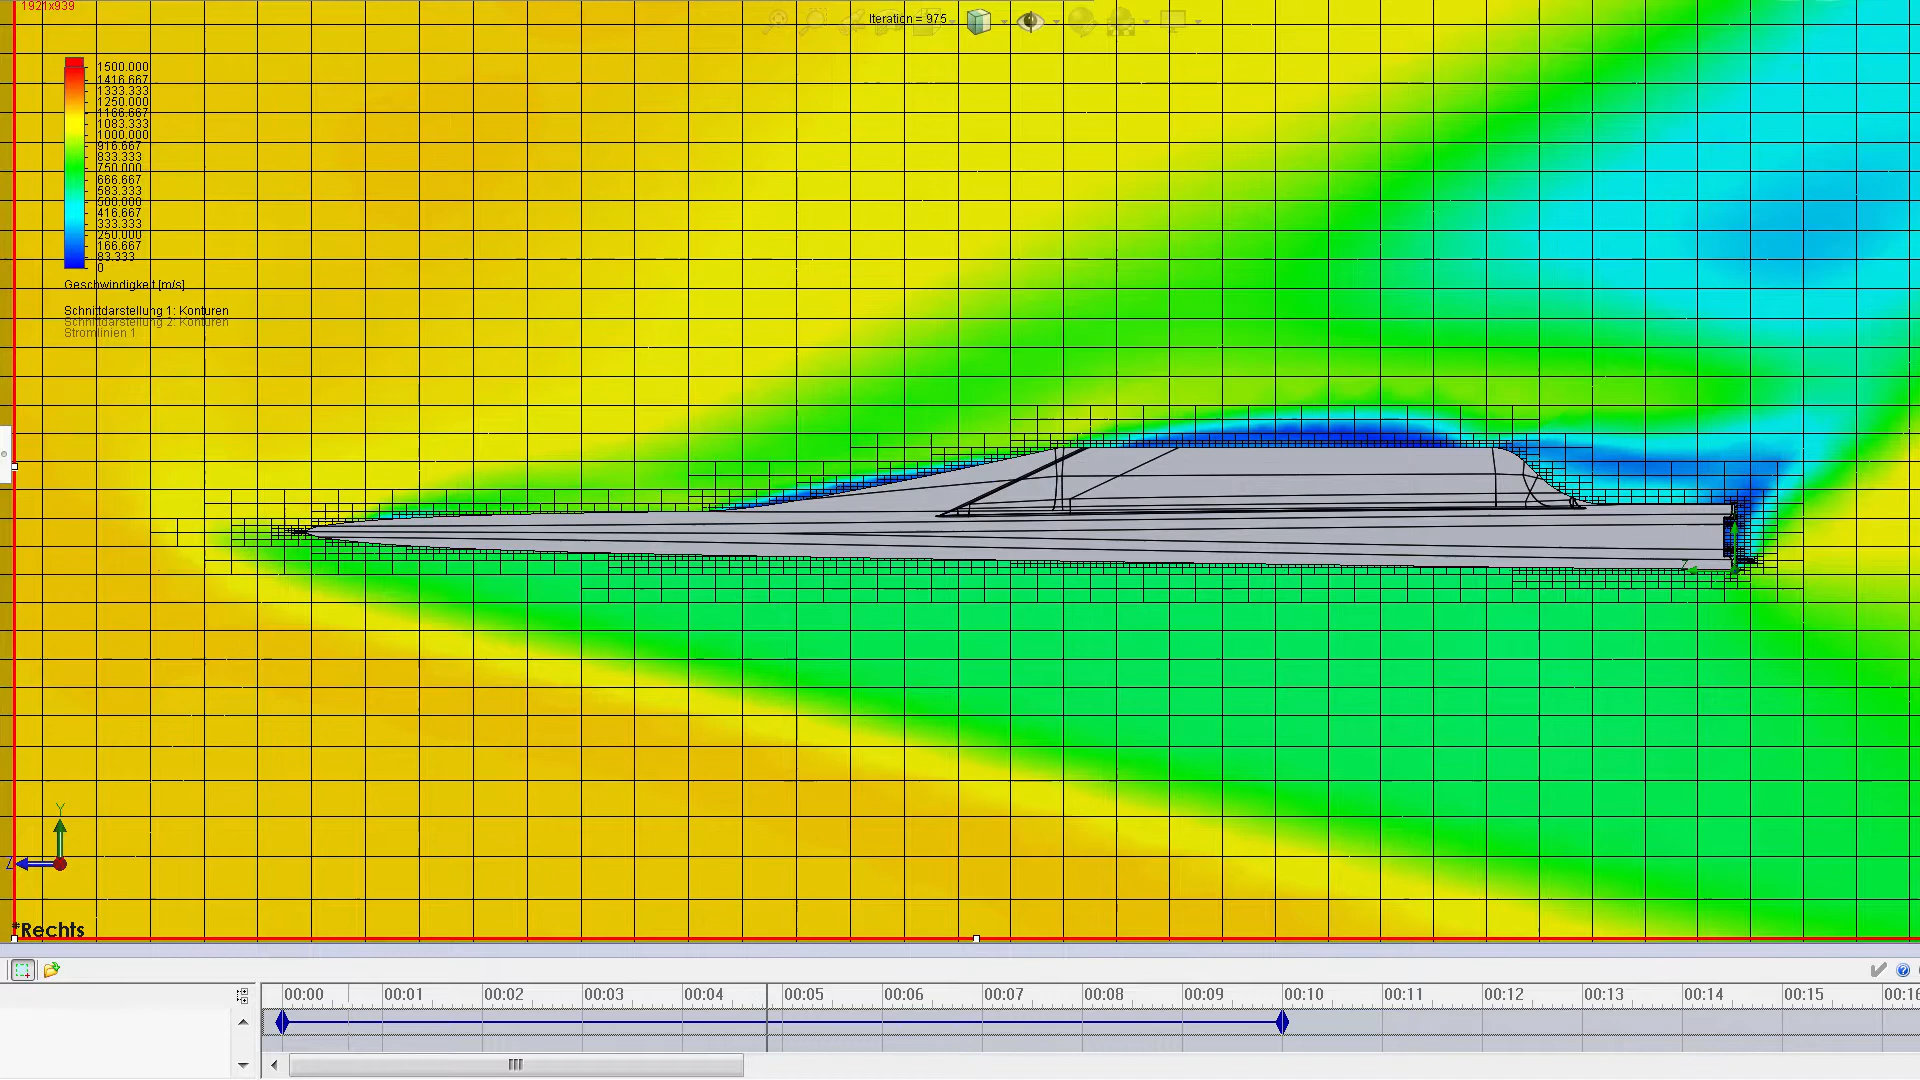 1921x939
Iteration = 975
1500.000
1416.667
1333.333
1250.000
1166.667
1083.333
1000.000
916.667
833.333
750.000
666.667
583.333
500.000
416.667
333.333
250.000
166.667
83.333
0
Geschwindigkeit [m/s]
Schnittdarstellung 1: Konturen
Schnittdarstellung 2: Konturen
Stromlinien 1
Z
Y
Z
*Rechts
00:00 00:01 00:02 00:03 00:04 00:05 00:06 00:07 00:08 00:09 00:10 00:11 00:12 00:13 00:14 00:15 00:16